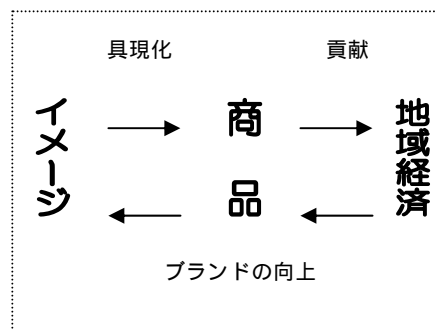 具現化 貢献
イメージ
商品
地域経済
ブランドの向上